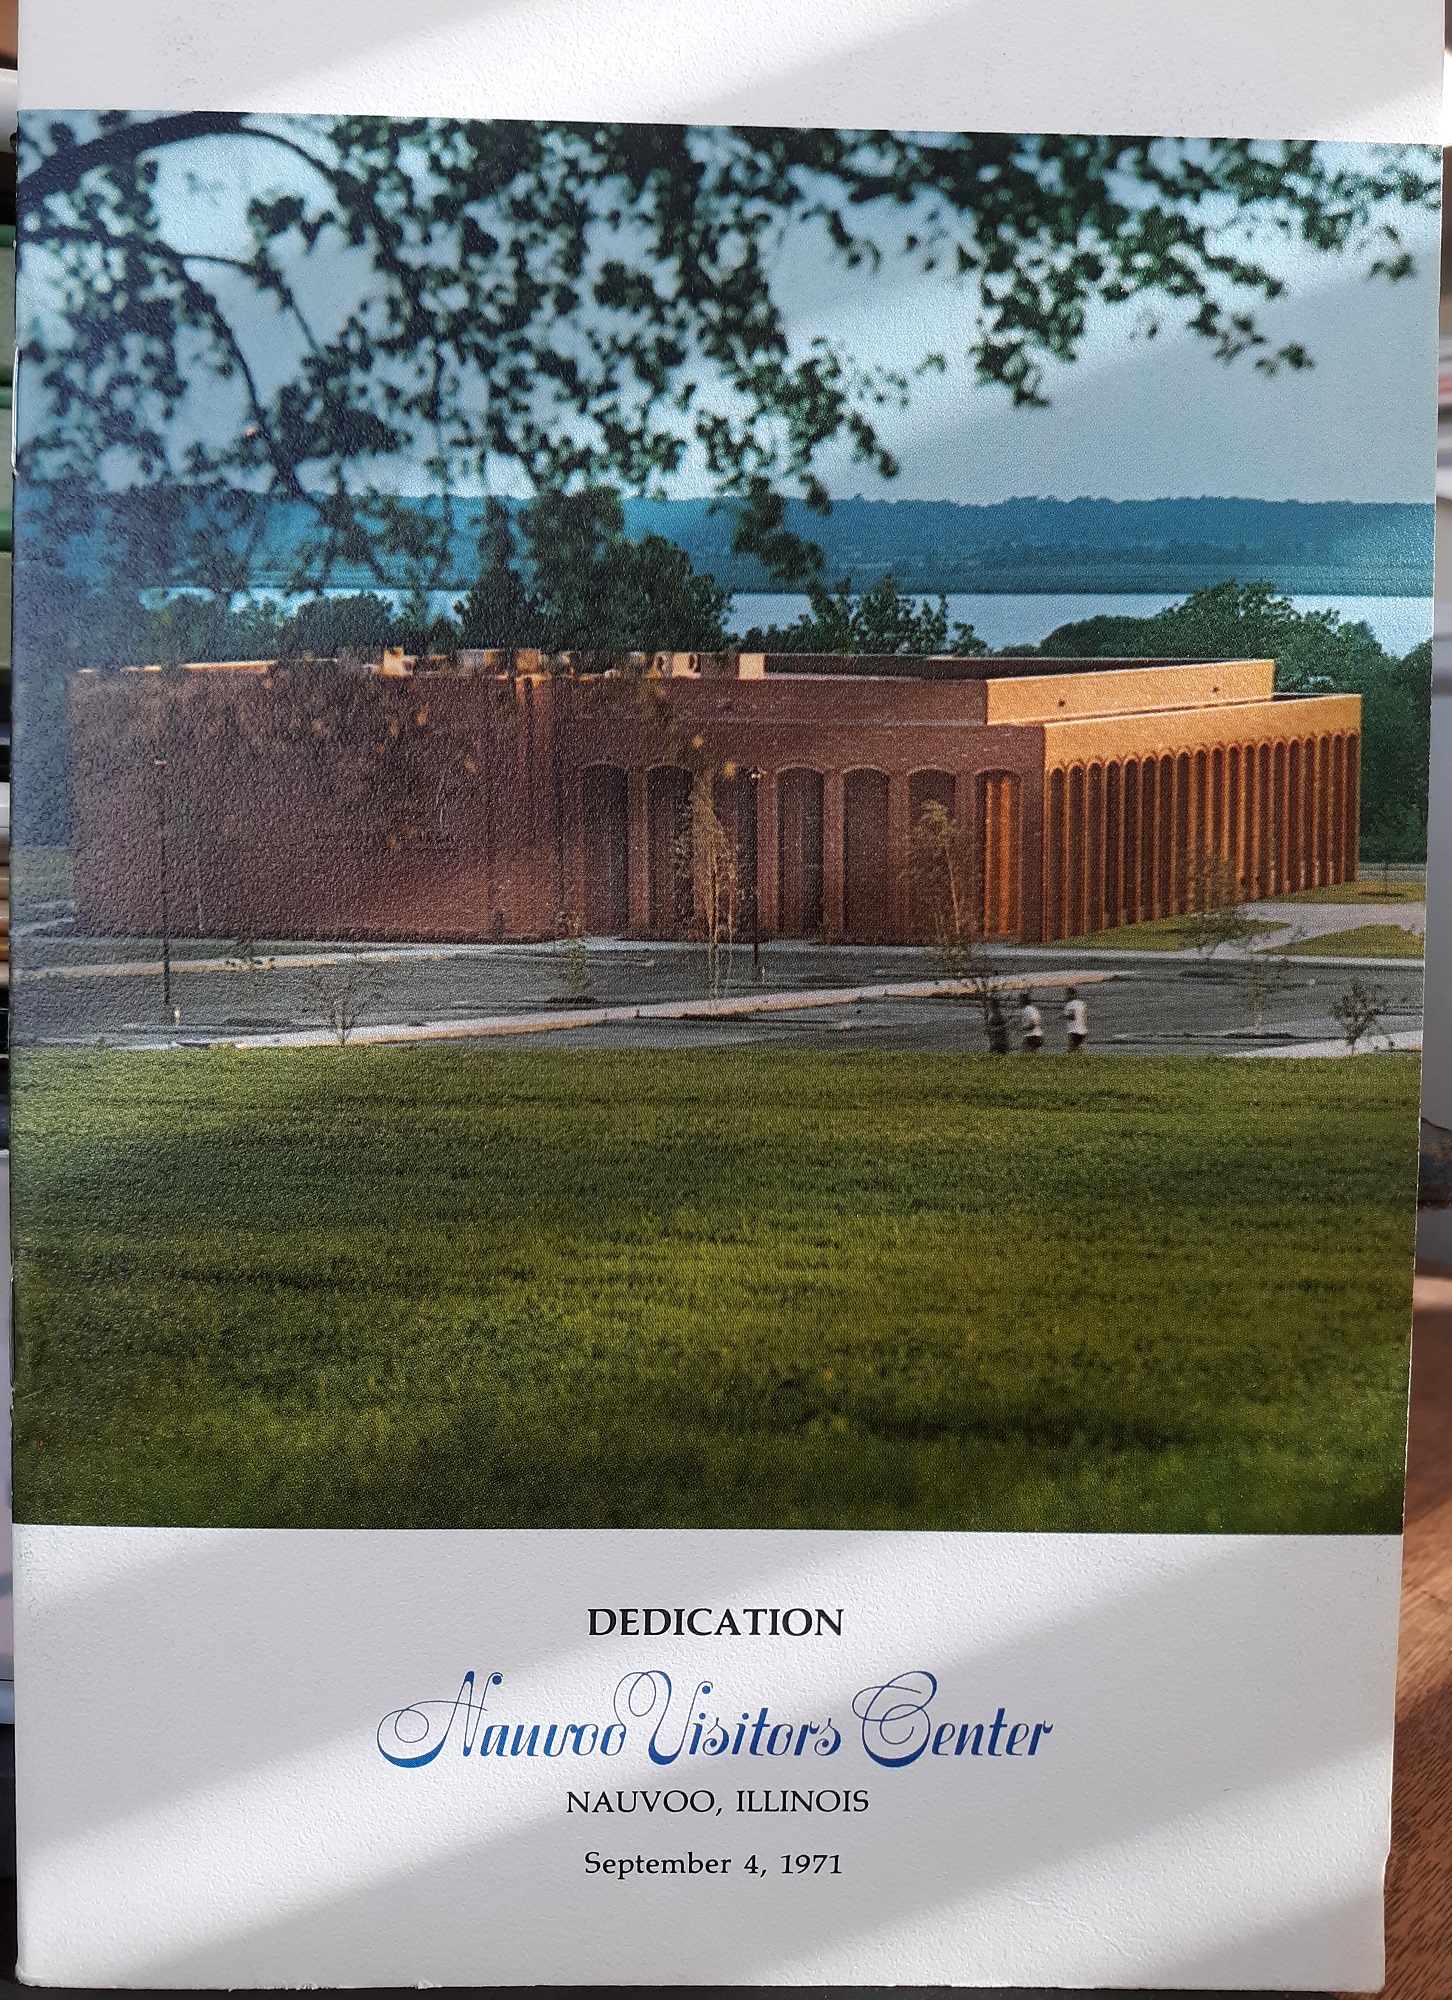 DEDICATION
Nauvoo Visitors Center
NAUVOO, ILLINOIS
September 4, 1971